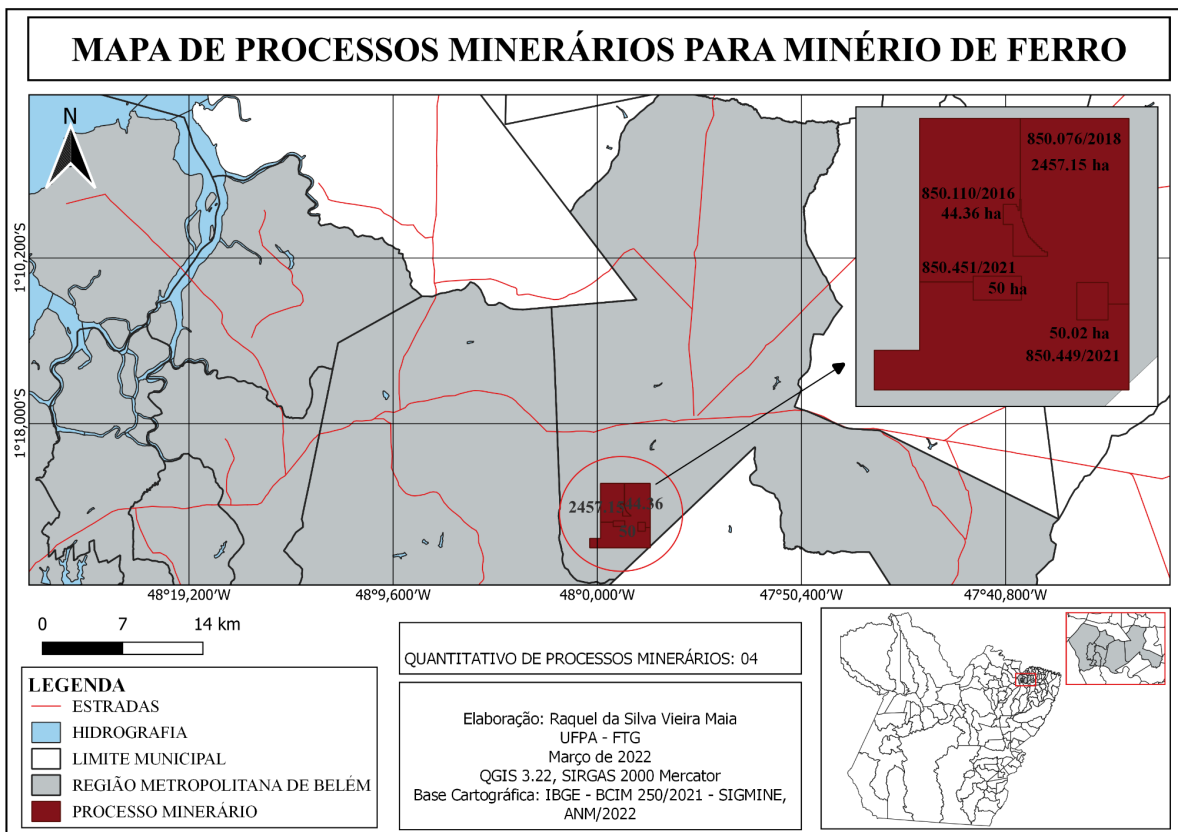 MAPA DE PROCESSOS MINERÁRIOS PARA MINÉRIO DE FERRO
N
850.076/2018
2457.15 ha
850.110/2016
44.36 ha
850.451/2021
50 ha
50.02 ha
850.449/2021
1°10,200'S
1°18,000'S
2457.15
44.36
50
48°19,200'W
48°9,600'W
48°0,000'W
47°50,400'W
47°40,800'W
0 7 14 km
QUANTITATIVO DE PROCESSOS MINERÁRIOS: 04
LEGENDA
ESTRADAS
HIDROGRAFIA
LIMITE MUNICIPAL
REGIÃO METROPOLITANA DE BELÉM
PROCESSO MINERÁRIO
Elaboração: Raquel da Silva Vieira Maia
UFPA - FTG
Março de 2022
QGIS 3.22, SIRGAS 2000 Mercator
Base Cartográfica: IBGE - BCIM 250/2021 - SIGMINE,
ANM/2022